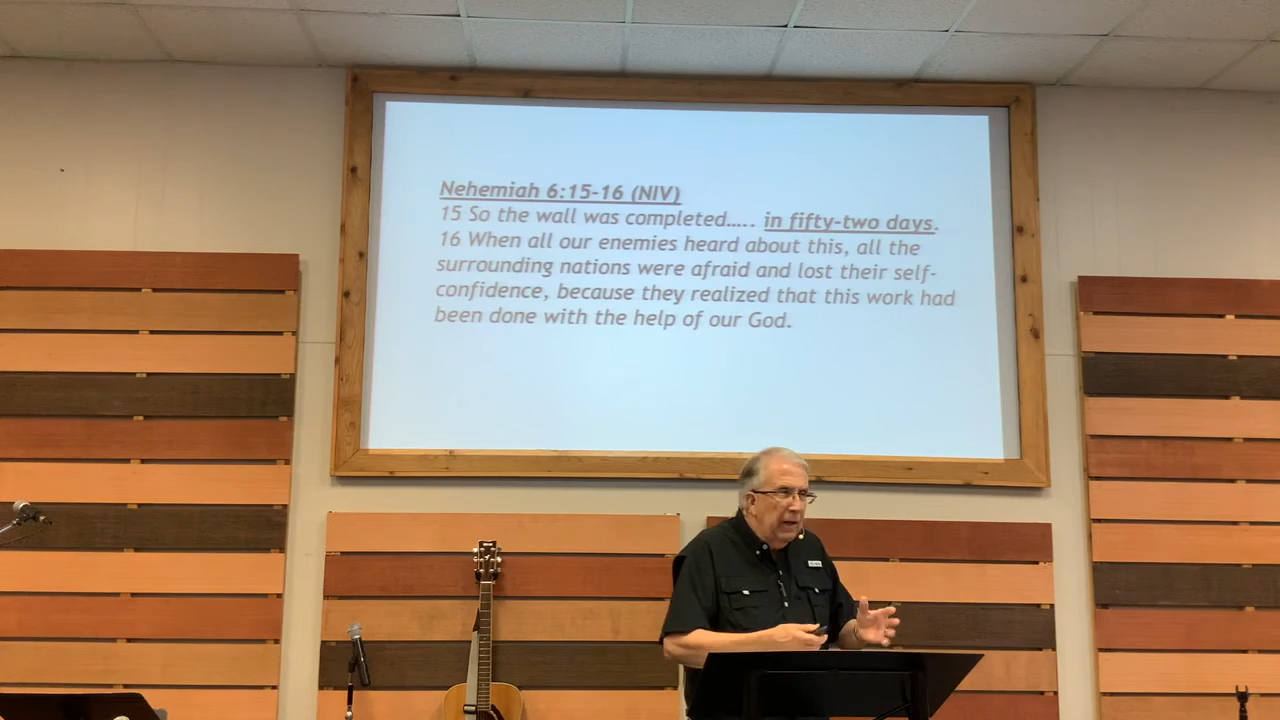 Nehemiah 6:15-16 (NIV)
15 So the wall was completed….. in fifty-two days.
16 When all our enemies heard about this, all the
surrounding nations were afraid and lost their self-
confidence, because they realized that this work had
been done with the help of our God.